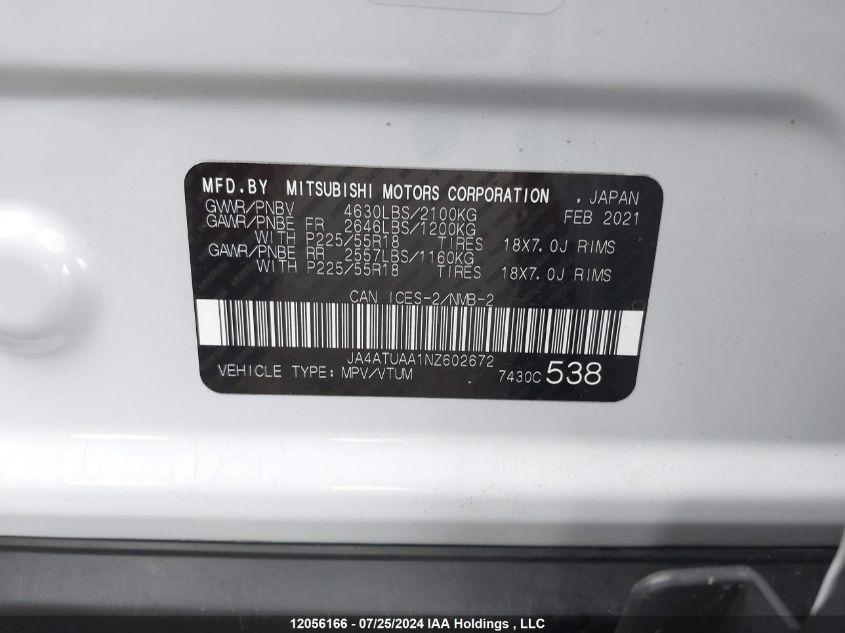 MFD.BY MITSUBISHI MOTORS CORPORATION , JAPAN
GVWR/PNBV 4630LBS/2100KG FEB 2021
GAWR/PNBE FR 2646LBS/1200KG
WITH P225/55R18 TIRES 18X7.0J RIMS
GAWR/PNBE RR 2557LBS/1160KG
WITH P225/55R18 TIRES 18X7.0J RIMS
CAN ICES-2/NMB-2
JA4ATUAA1NZ602672
VEHICLE TYPE: MPV/VTUM 7430C 538
12056166 - 07/25/2024 IAA Holdings , LLC